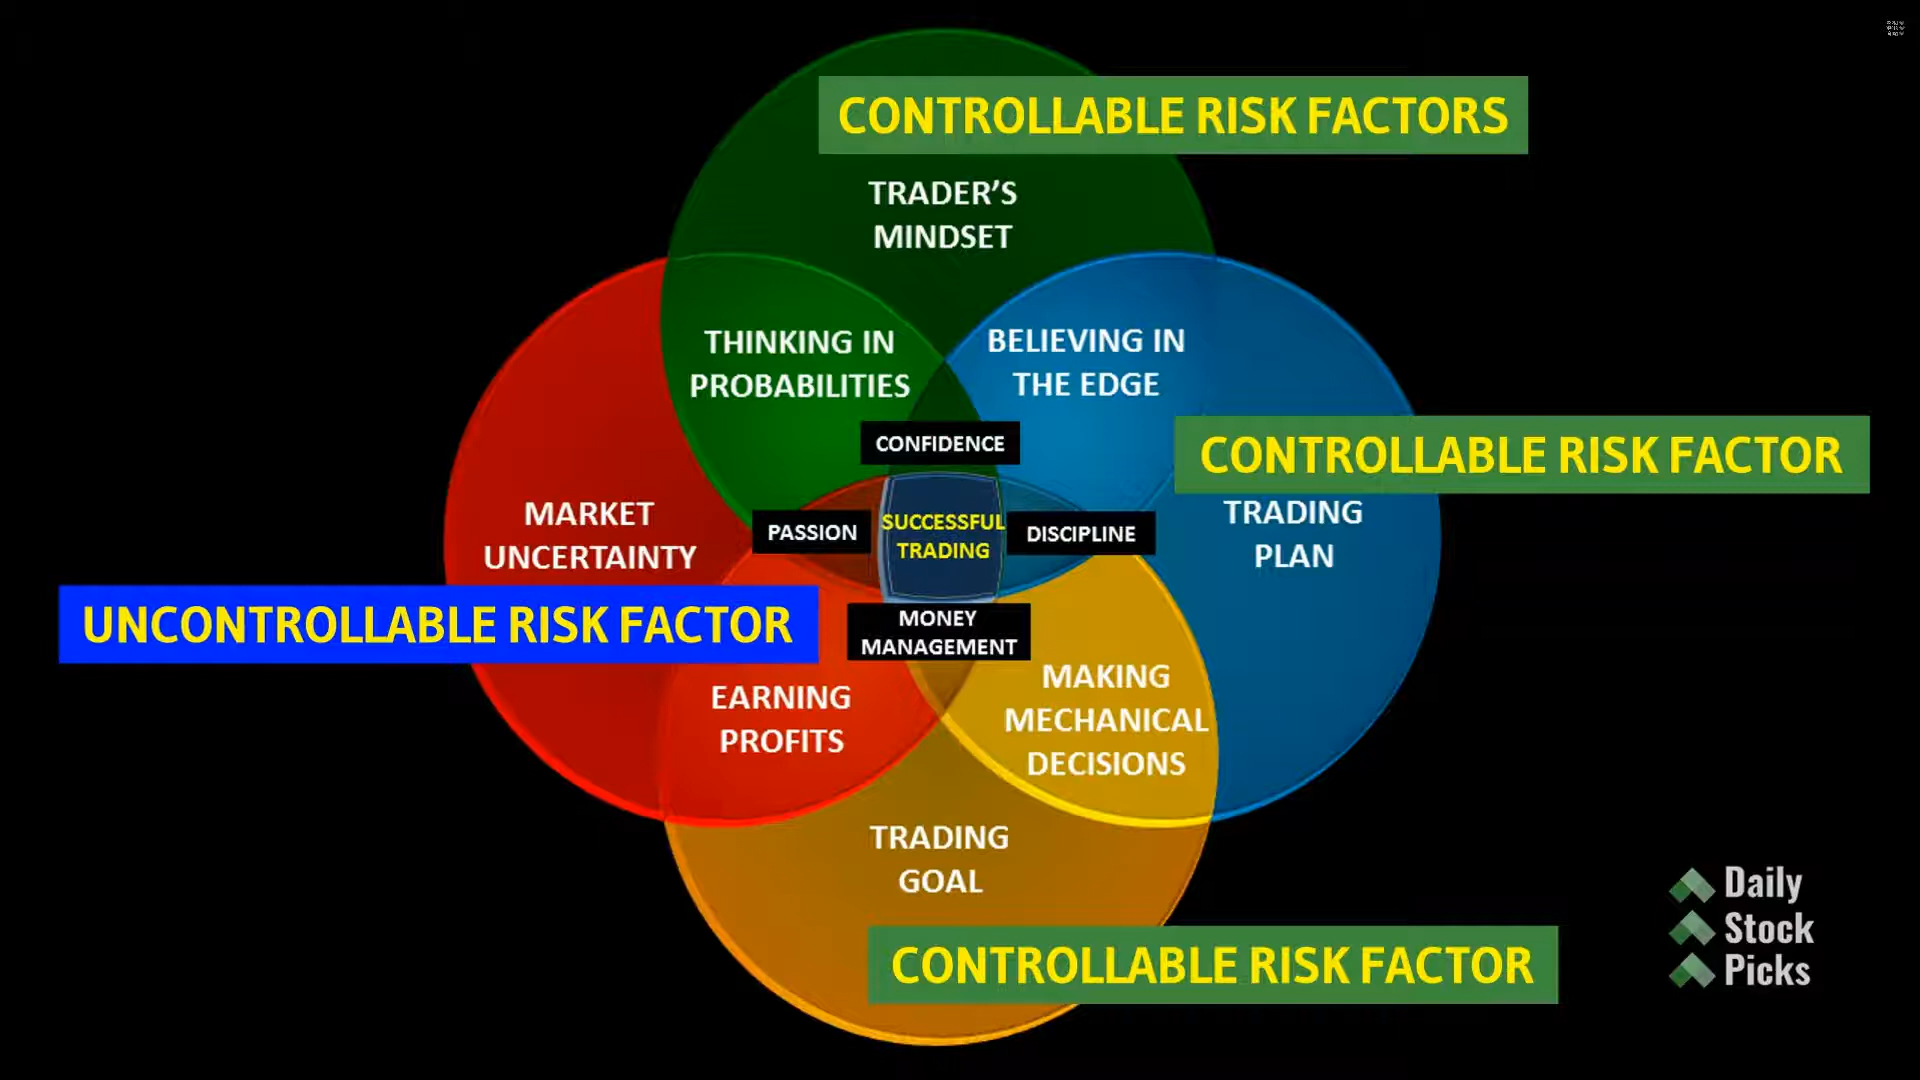 CONTROLLABLE RISK FACTORS
TRADER'S
MINDSET
THINKING IN
PROBABILITIES
BELIEVING IN
THE EDGE
CONFIDENCE
CONTROLLABLE RISK FACTOR
MARKET
UNCERTAINTY
PASSION
SUCCESSFUL
TRADING
DISCIPLINE
TRADING
PLAN
UNCONTROLLABLE RISK FACTOR
MONEY
MANAGEMENT
EARNING
PROFITS
MAKING
MECHANICAL
DECISIONS
TRADING
GOAL
CONTROLLABLE RISK FACTOR
Daily
Stock
Picks